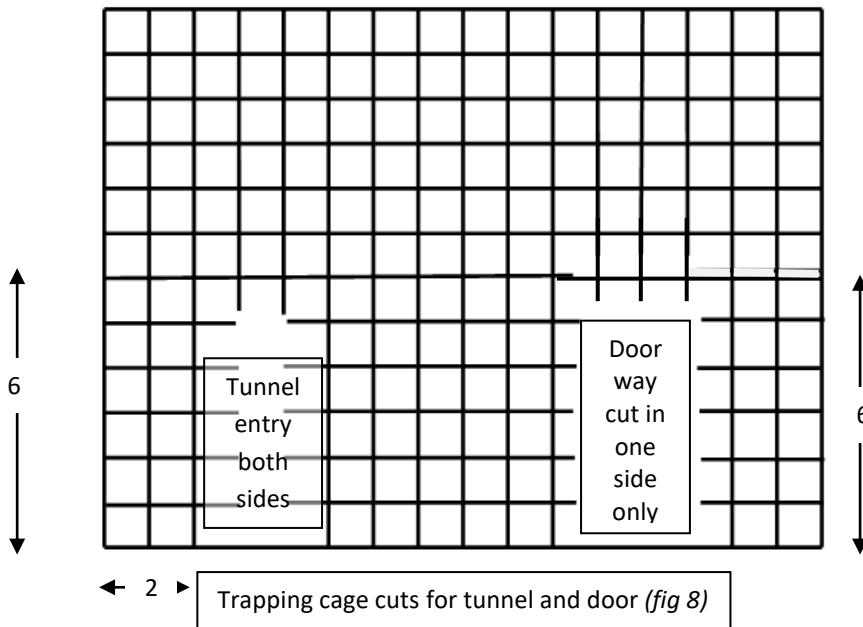 6
Tunnel
entry
both
sides
Door
way
cut in
one
side
only
6
2
Trapping cage cuts for tunnel and door (fig 8)